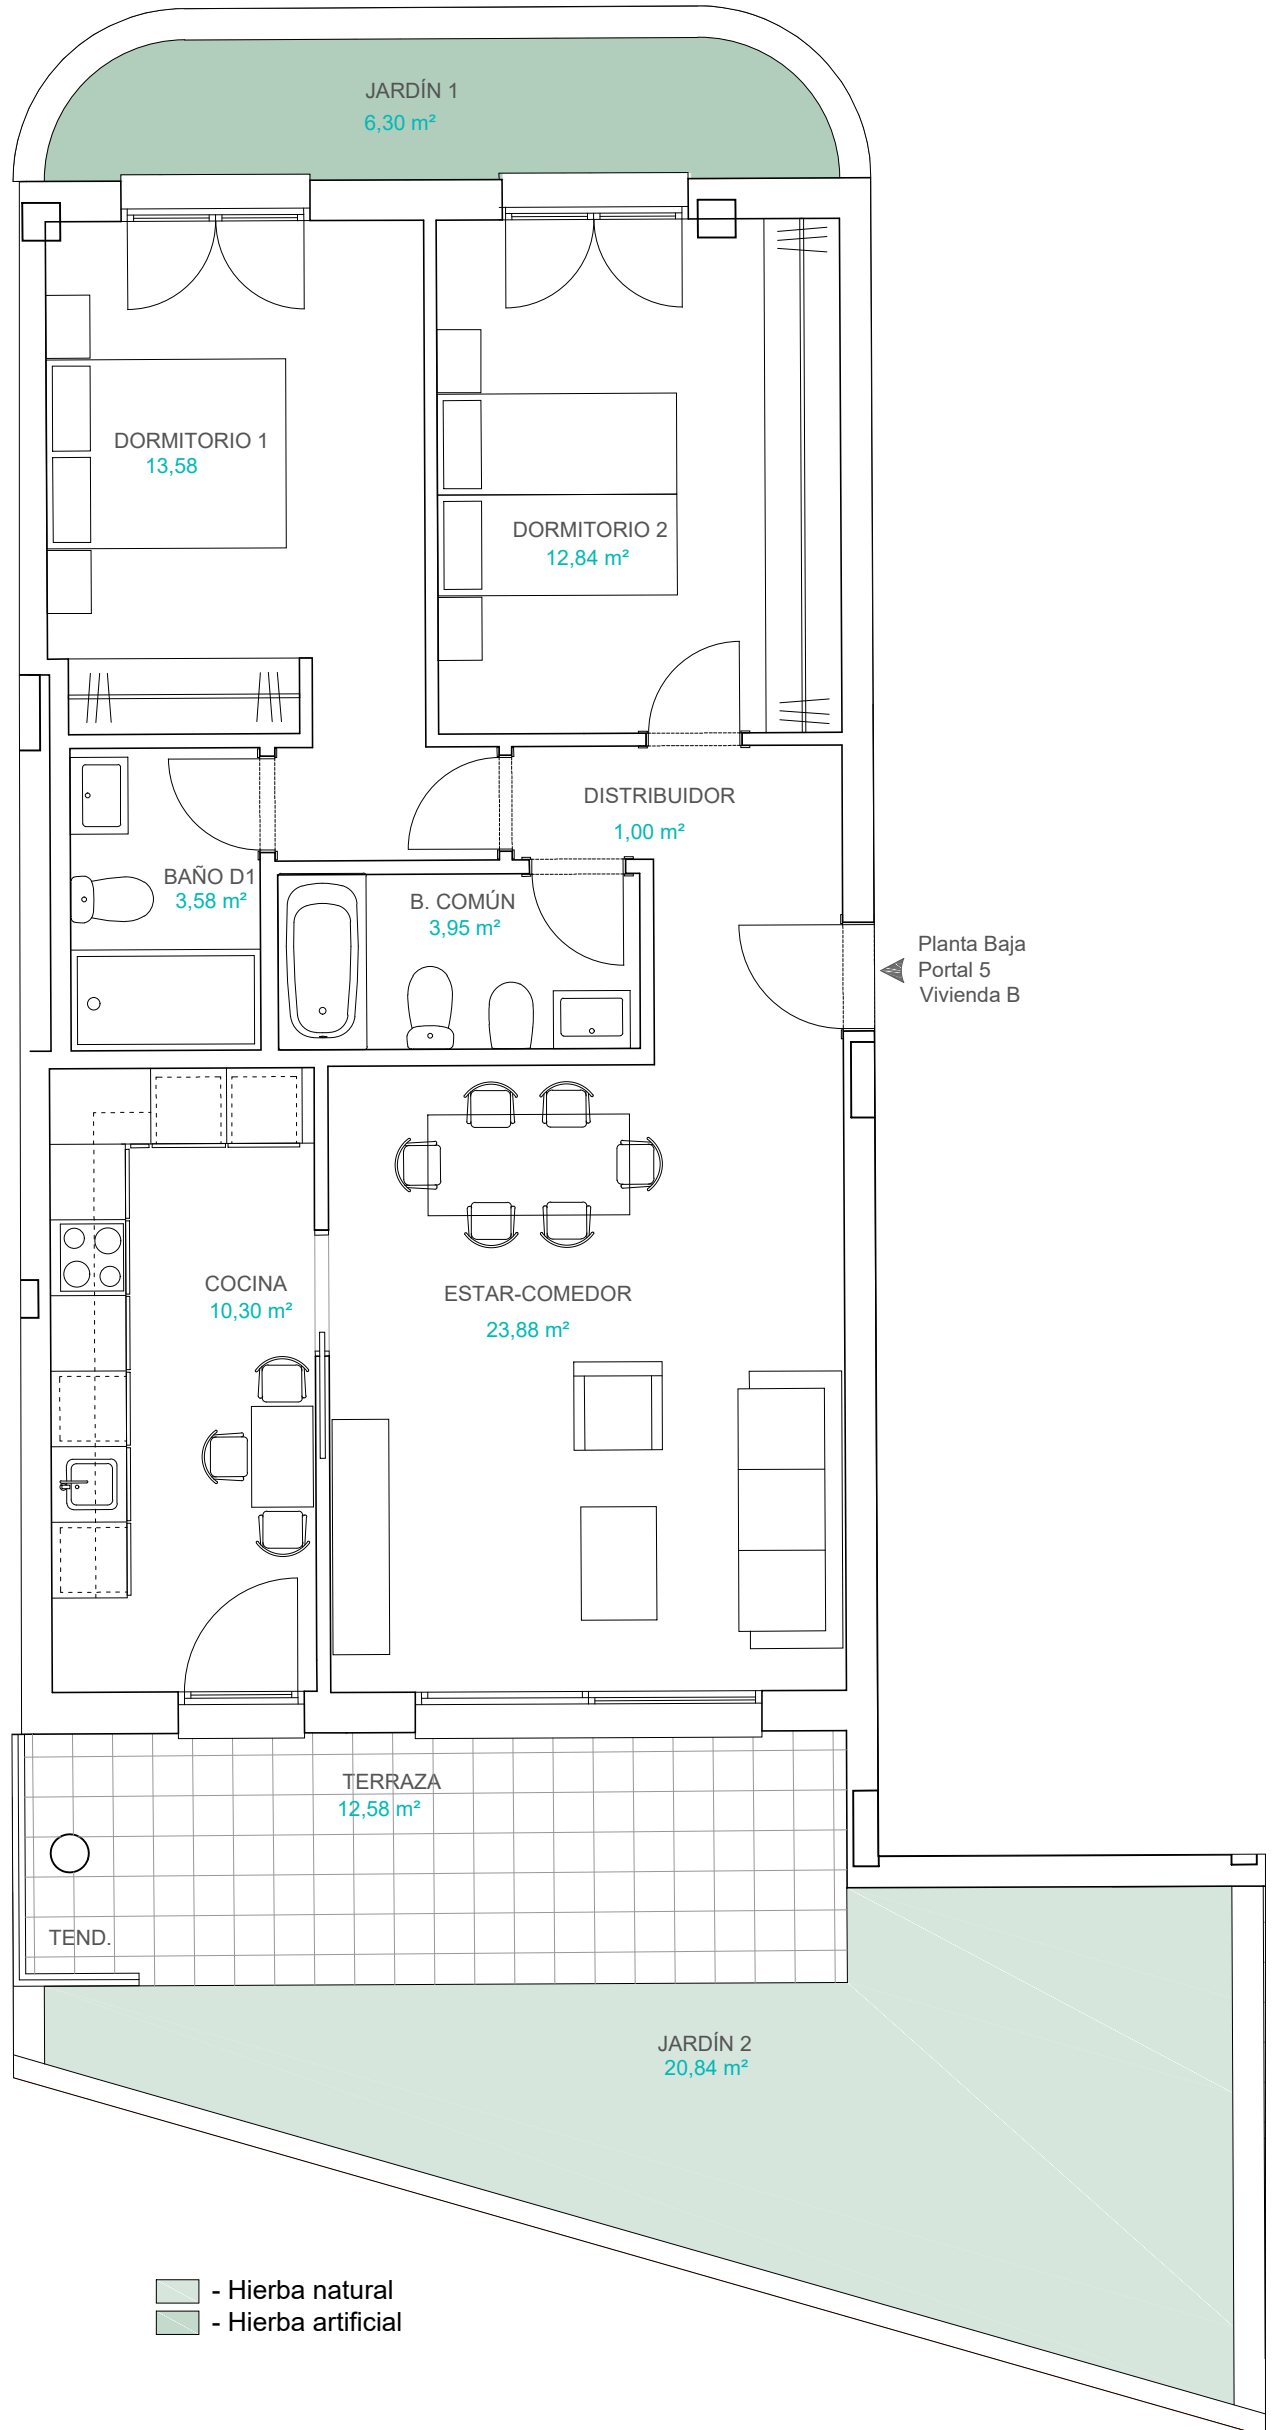 JARDÍN 1
6,30 m²
DORMITORIO 1
13,58
DORMITORIO 2
12,84 m²
DISTRIBUIDOR
1,00 m²
BAÑO D1
3,58 m²
B. COMÚN
3,95 m²
Planta Baja
Portal 5
Vivienda B
COCINA
10,30 m²
ESTAR-COMEDOR
23,88 m²
TERRAZA
12,58 m²
TEND.
JARDÍN 2
20,84 m²
- Hierba natural
- Hierba artificial